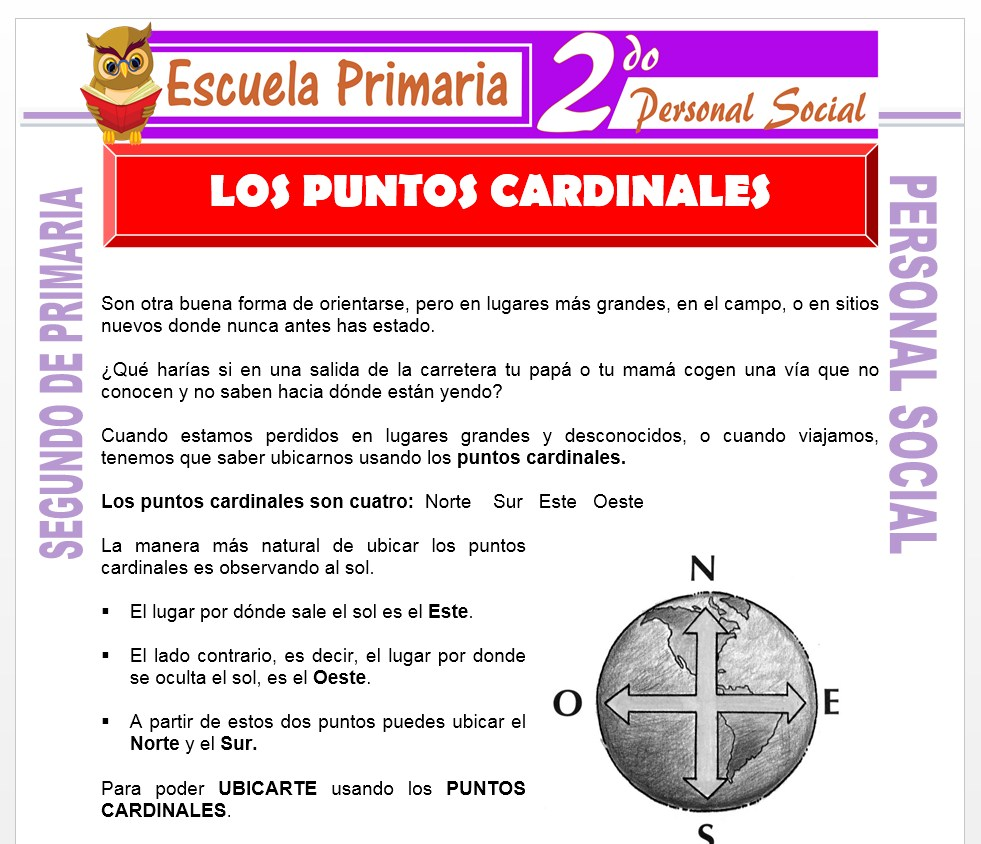 Escuela Primaria
2do
Personal Social
LOS PUNTOS CARDINALES
SEGUNDO DE PRIMARIA
PERSONAL SOCIAL
Son otra buena forma de orientarse, pero en lugares más grandes, en el campo, o en sitios
nuevos donde nunca antes has estado.
¿Qué harías si en una salida de la carretera tu papá o tu mamá cogen una vía que no
conocen y no saben hacia dónde están yendo?
Cuando estamos perdidos en lugares grandes y desconocidos, o cuando viajamos,
tenemos que saber ubicarnos usando los puntos cardinales.
Los puntos cardinales son cuatro: Norte Sur Este Oeste
La manera más natural de ubicar los puntos
cardinales es observando al sol.
▪ El lugar por dónde sale el sol es el Este.
▪ El lado contrario, es decir, el lugar por donde
se oculta el sol, es el Oeste.
▪ A partir de estos dos puntos puedes ubicar el
Norte y el Sur.
Para poder UBICARTE usando los PUNTOS
CARDINALES.
N
O
E
S